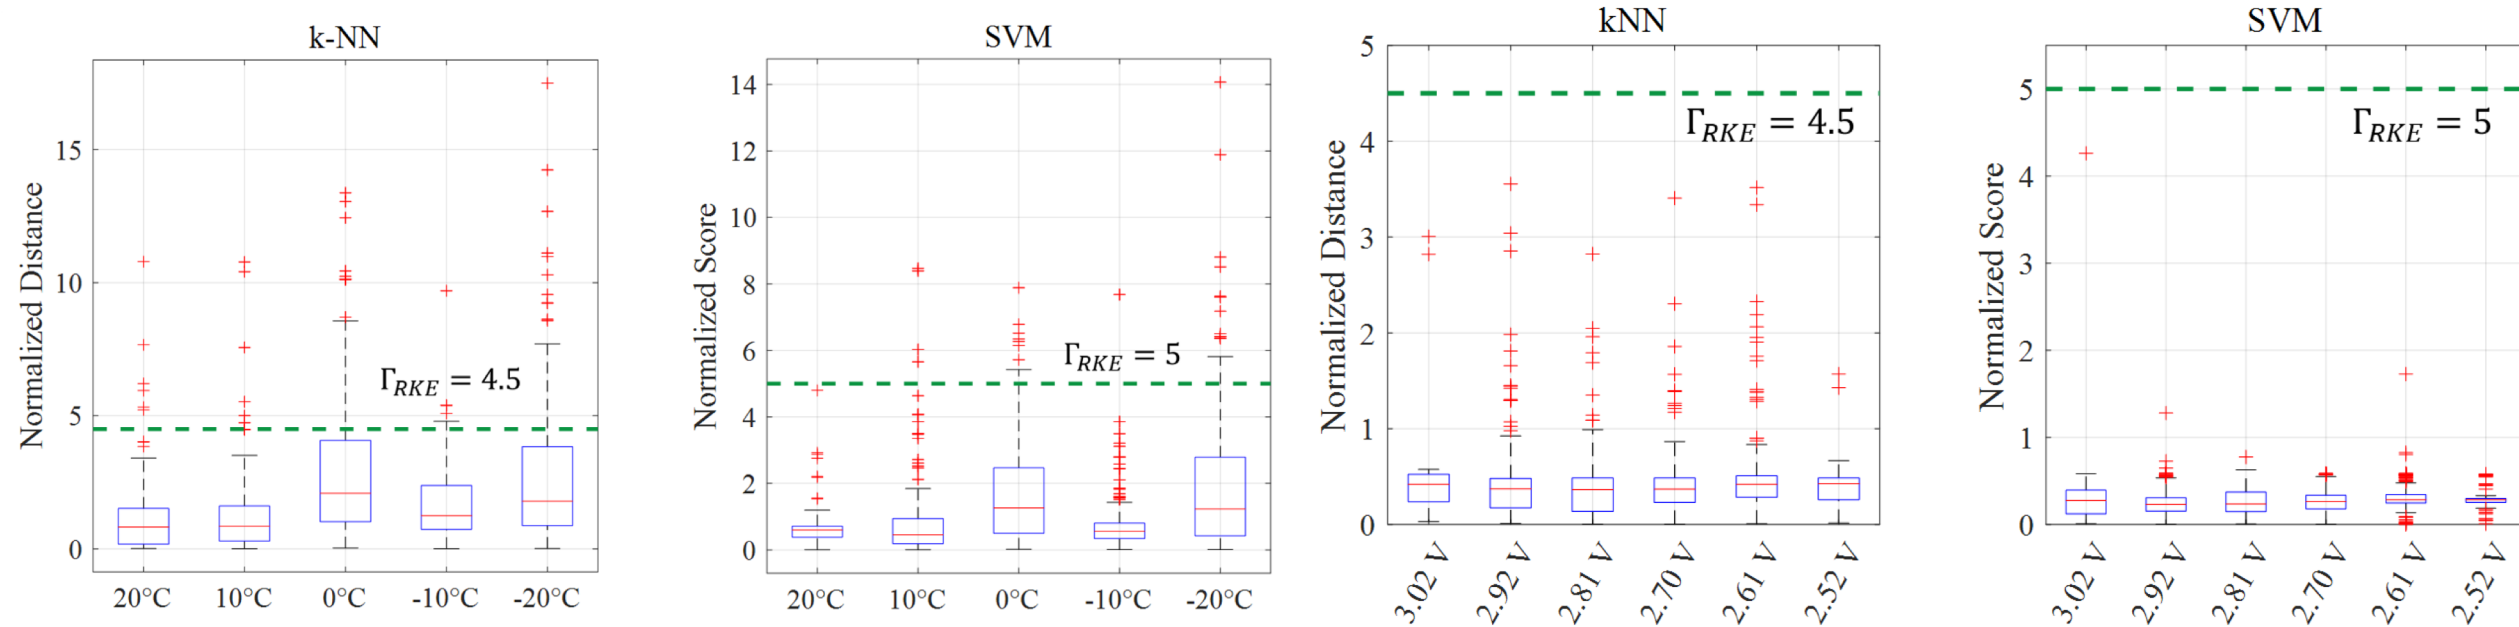 k-NN
Normalized Distance
15
10
5
0
Γ_RKE = 4.5
20°C 10°C 0°C -10°C -20°C
SVM
Normalized Score
14
12
10
8
6
4
2
0
Γ_RKE = 5
20°C 10°C 0°C -10°C -20°C
kNN
Normalized Distance
5
4
3
2
1
0
Γ_RKE = 4.5
3.02 V 2.92 V 2.81 V 2.70 V 2.61 V 2.52 V
SVM
Normalized Score
5
4
3
2
1
0
Γ_RKE = 5
3.02 V 2.92 V 2.81 V 2.70 V 2.61 V 2.52 V